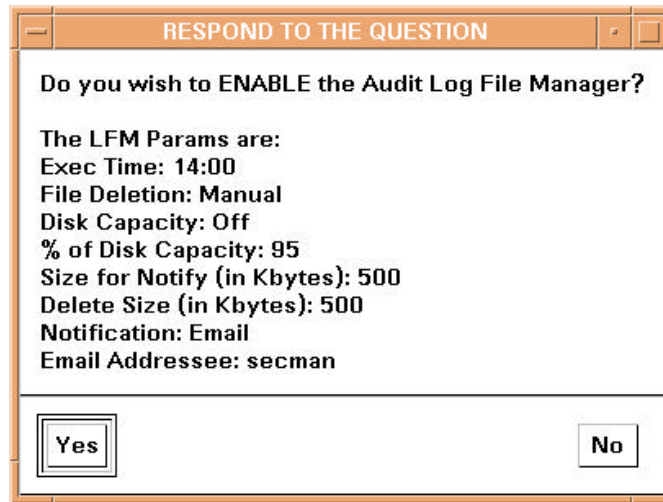 RESPOND TO THE QUESTION
Do you wish to ENABLE the Audit Log File Manager?
The LFM Params are:
Exec Time: 14:00
File Deletion: Manual
Disk Capacity: Off
% of Disk Capacity: 95
Size for Notify (in Kbytes): 500
Delete Size (in Kbytes): 500
Notification: Email
Email Addressee: secman
Yes
No